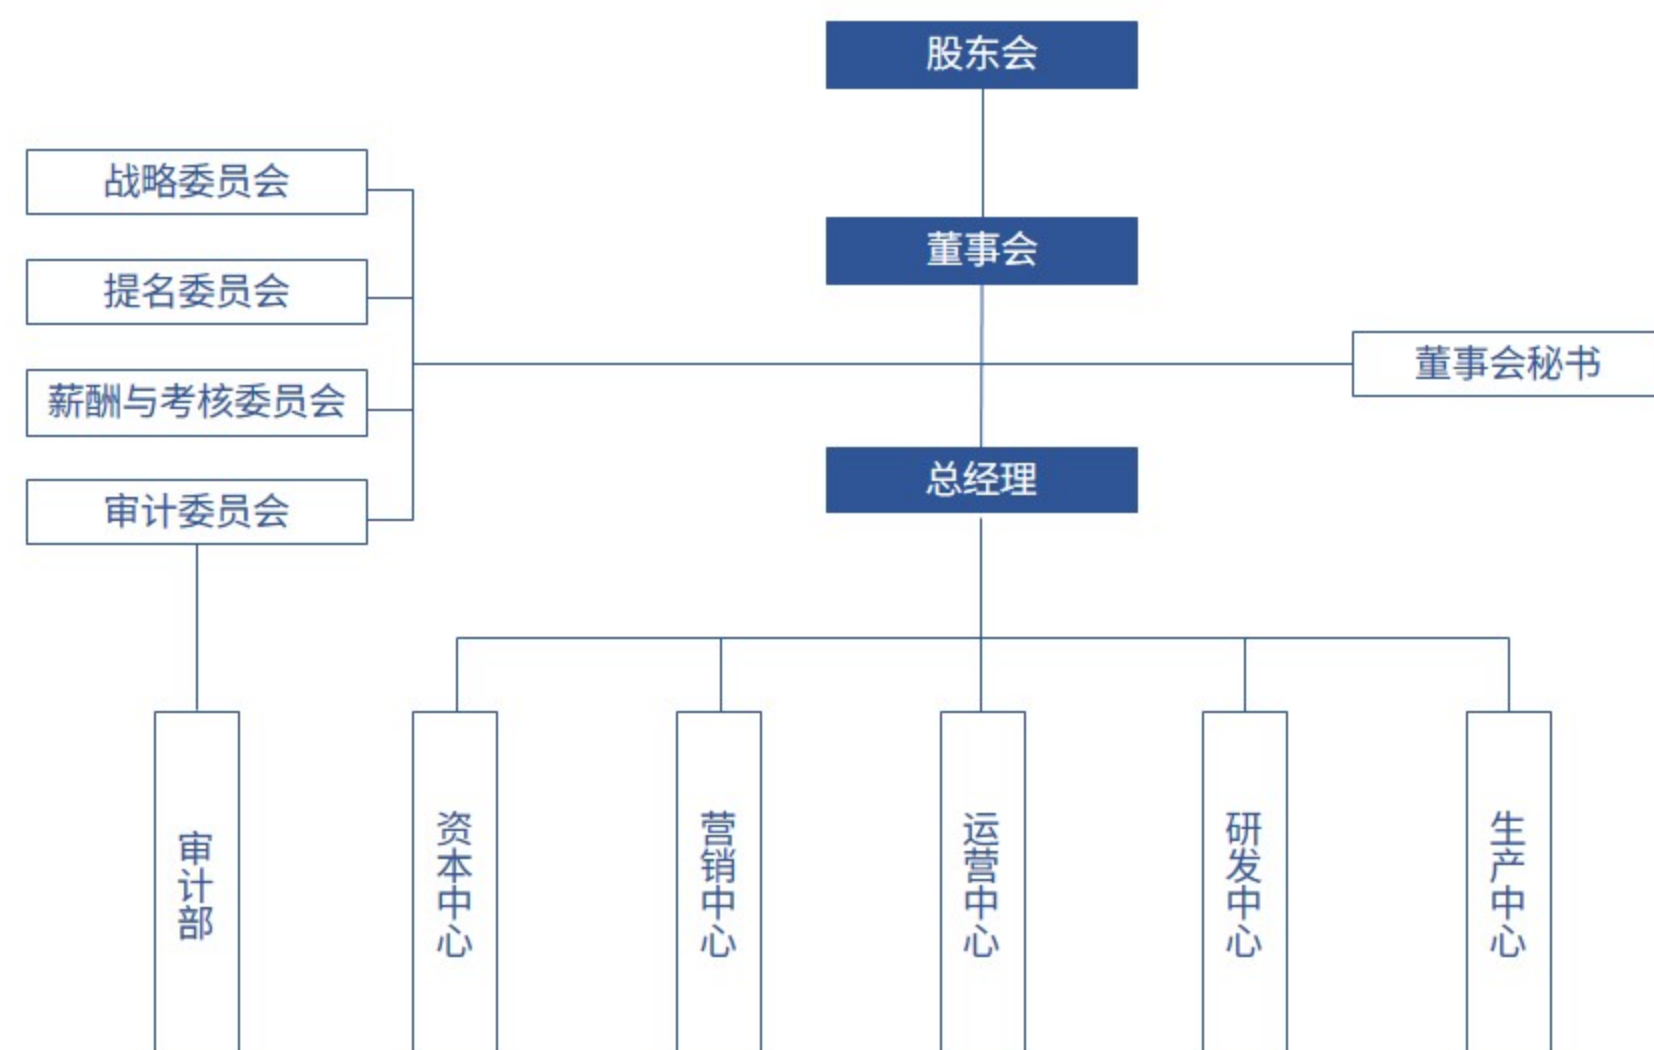 股东会
战略委员会
董事会
提名委员会
董事会秘书
薪酬与考核委员会
总经理
审计委员会
审计部
资本中心
营销中心
运营中心
研发中心
生产中心